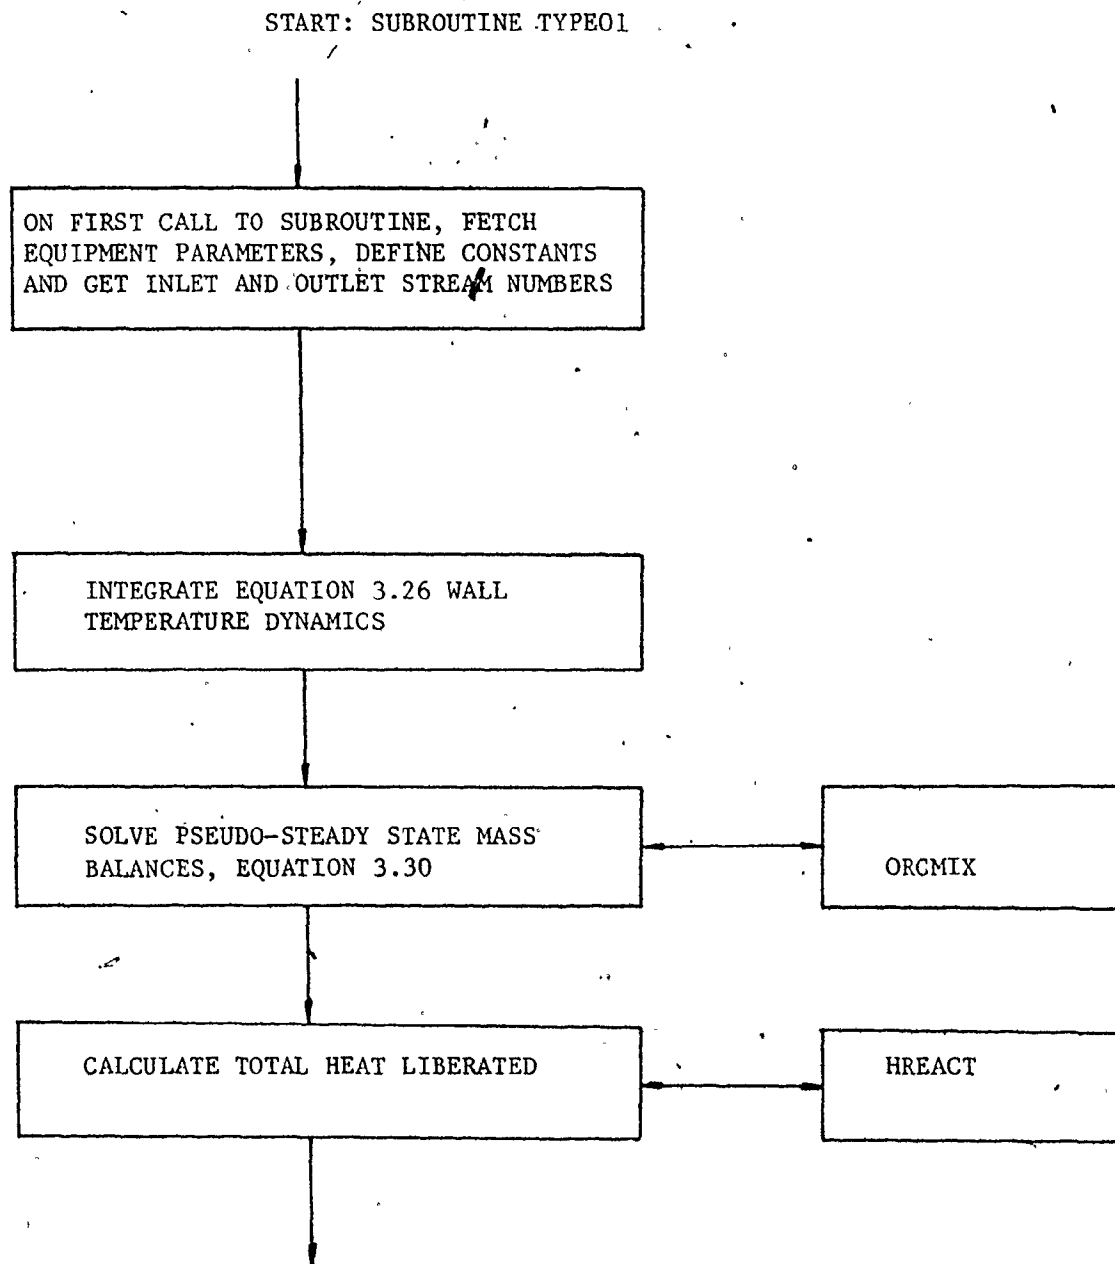 START: SUBROUTINE TYPE01
ON FIRST CALL TO SUBROUTINE, FETCH
EQUIPMENT PARAMETERS, DEFINE CONSTANTS
AND GET INLET AND OUTLET STREAM NUMBERS
INTEGRATE EQUATION 3.26 WALL
TEMPERATURE DYNAMICS
SOLVE PSEUDO-STEADY STATE MASS
BALANCES, EQUATION 3.30
ORCMIX
CALCULATE TOTAL HEAT LIBERATED
HREACT